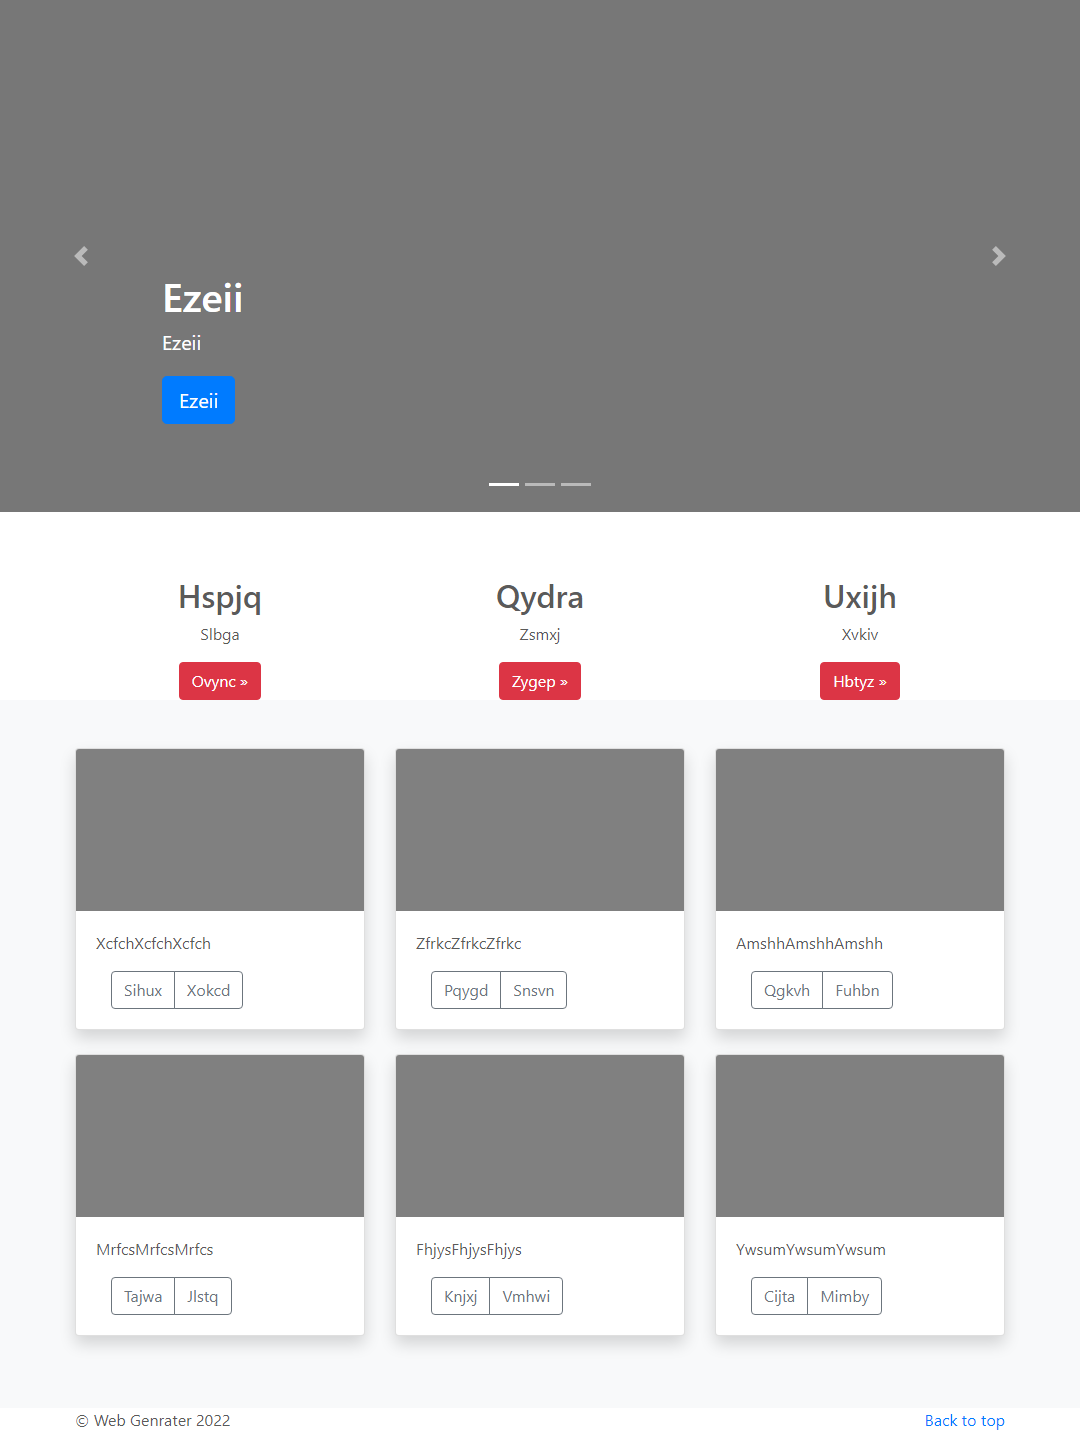 Ezeii
Ezeii
Ezeii
Hspjq
Qydra
Uxijh
Slbga
Zsmxj
Xvkiv
Ovync »
Zygep »
Hbtyz »
XcfchXcfchXcfch
ZfrkcZfrkcZfrkc
AmshhAmshhAmshh
Sihux Xokcd
Pqygd Snsvn
Qgkvh Fuhbn
MrfcsMrfcsMrfcs
FhjysFhjysFhjys
YwsumYwsumYwsum
Tajwa Jlstq
Knjxj Vmhwi
Cijta Mimby
© Web Genrater 2022
Back to top